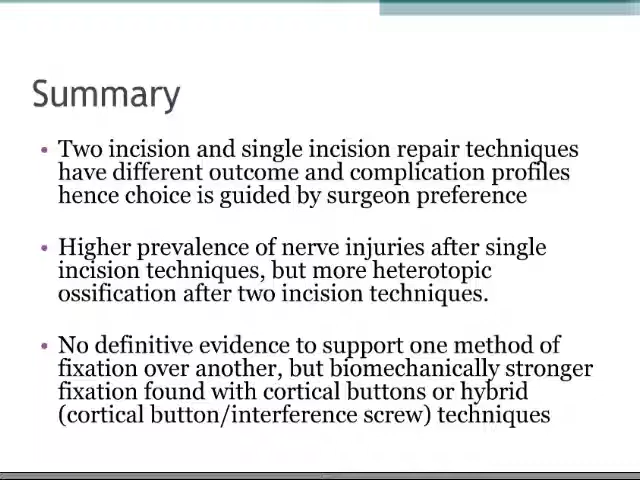 Summary
• Two incision and single incision repair techniques
have different outcome and complication profiles
hence choice is guided by surgeon preference
• Higher prevalence of nerve injuries after single
incision techniques, but more heterotopic
ossification after two incision techniques.
• No definitive evidence to support one method of
fixation over another, but biomechanically stronger
fixation found with cortical buttons or hybrid
(cortical button/interference screw) techniques